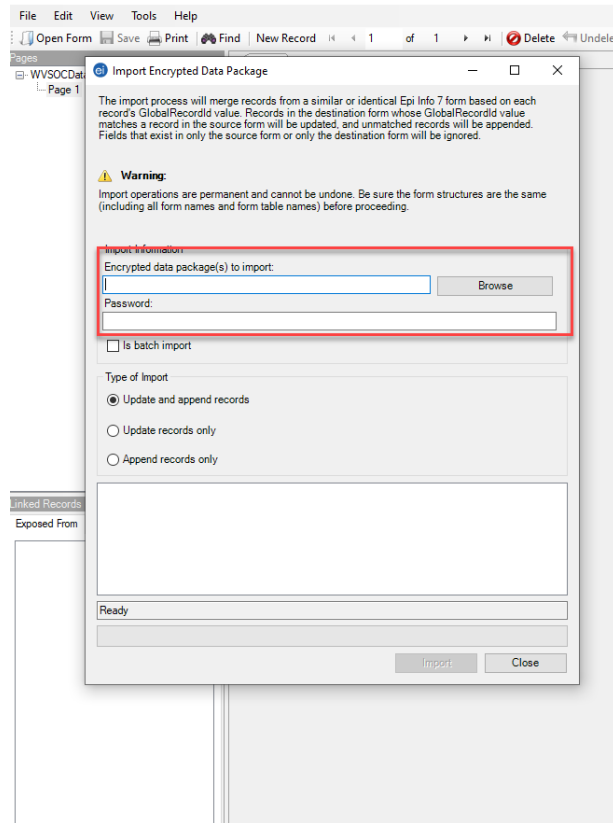 File Edit View Tools Help
Open Form Save Print Find New Record 1 of 1 Delete Undele
Pages
WVSOCData
Page 1
ei Import Encrypted Data Package
The import process will merge records from a similar or identical Epi Info 7 form based on each
record's GlobalRecordId value. Records in the destination form whose GlobalRecordId value
matches a record in the source form will be updated, and unmatched records will be appended.
Fields that exist in only the source form or only the destination form will be ignored.
Warning:
Import operations are permanent and cannot be undone. Be sure the form structures are the same
(including all form names and form table names) before proceeding.
Import Information
Encrypted data package(s) to import:
Browse
Password:
Is batch import
Type of Import
Update and append records
Update records only
Append records only
Linked Records
Exposed From
Ready
Import Close